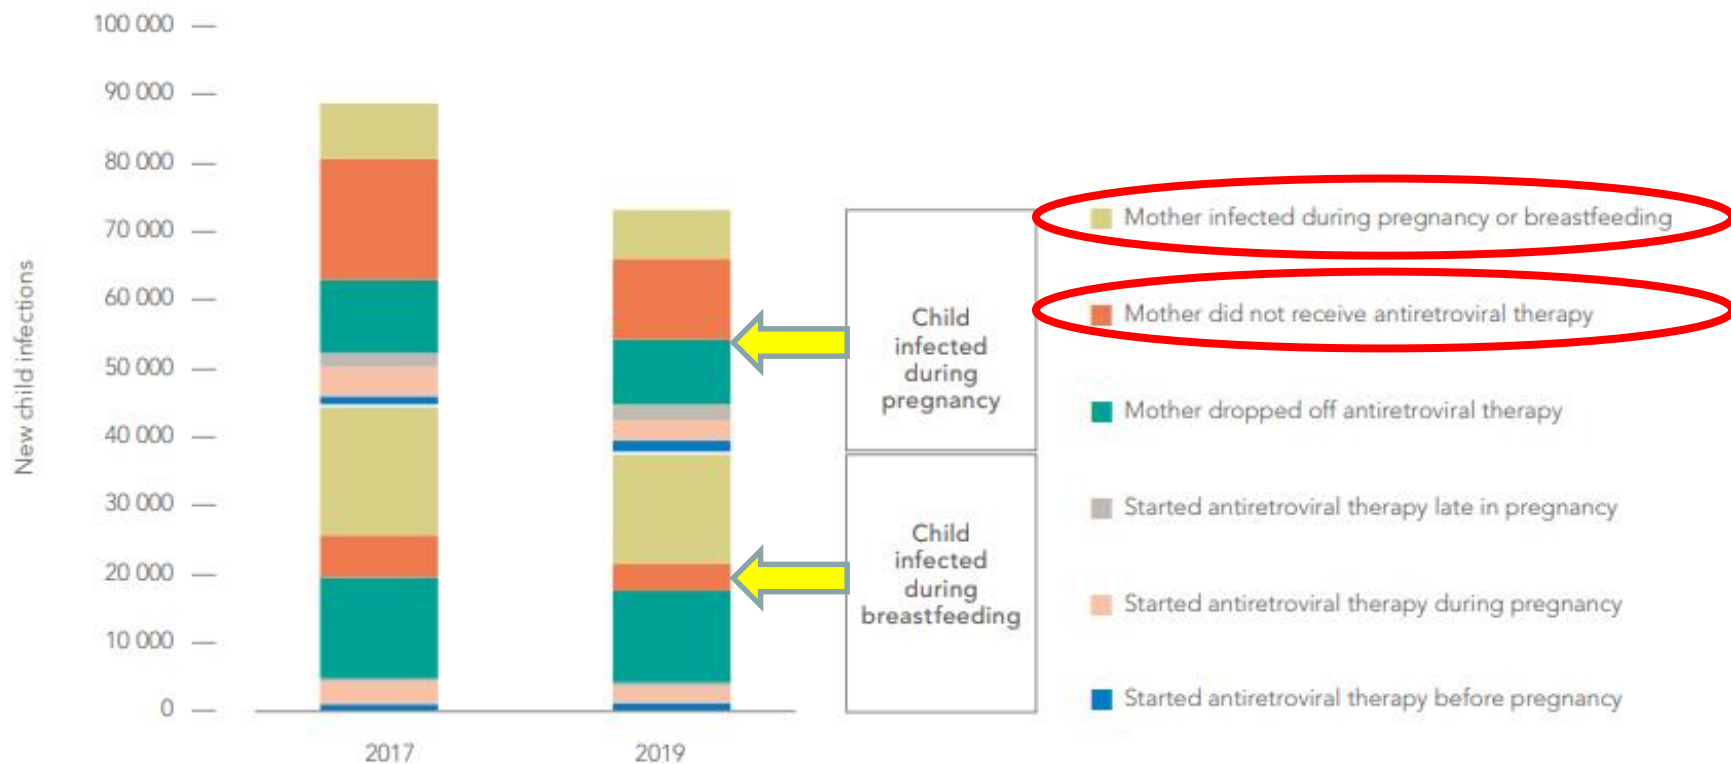 100 000
90 000
80 000
70 000
60 000
50 000
40 000
30 000
20 000
10 000
0
New child infections
2017
2019
Child
infected
during
pregnancy
Child
infected
during
breastfeeding
Mother infected during pregnancy or breastfeeding
Mother did not receive antiretroviral therapy
Mother dropped off antiretroviral therapy
Started antiretroviral therapy late in pregnancy
Started antiretroviral therapy during pregnancy
Started antiretroviral therapy before pregnancy